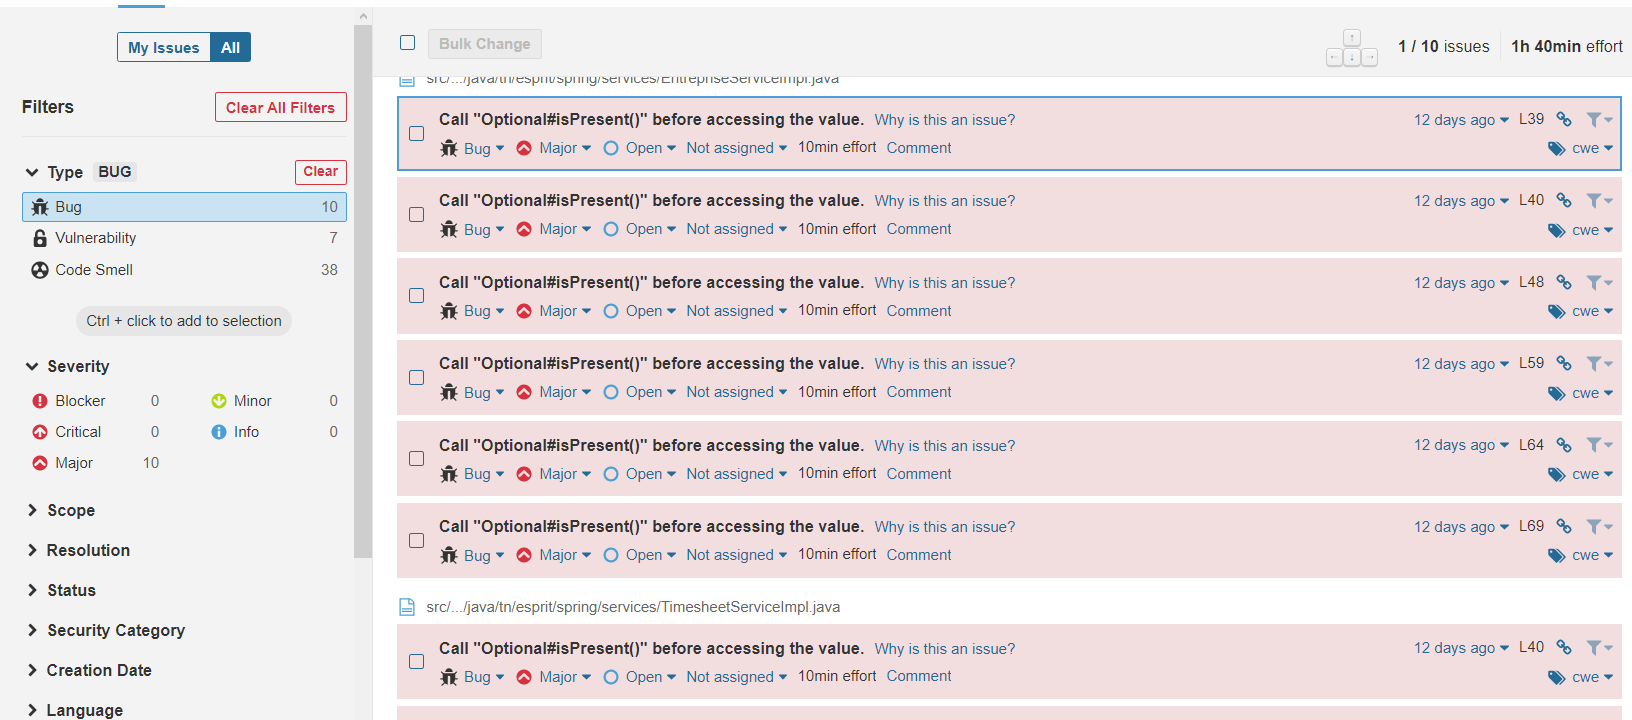 My Issues All
Filters Clear All Filters
Type BUG Clear
Bug 10
Vulnerability 7
Code Smell 38
Ctrl + click to add to selection
Severity
Blocker 0 Minor 0
Critical 0 Info 0
Major 10
Scope
Resolution
Status
Security Category
Creation Date
Language
Bulk Change 1 / 10 issues 1h 40min effort
src/.../java/tn/esprit/spring/services/EntrepriseServiceImpl.java
Call "Optional#isPresent()" before accessing the value. Why is this an issue? 12 days ago L39
Bug Major Open Not assigned 10min effort Comment cwe
Call "Optional#isPresent()" before accessing the value. Why is this an issue? 12 days ago L40
Bug Major Open Not assigned 10min effort Comment cwe
Call "Optional#isPresent()" before accessing the value. Why is this an issue? 12 days ago L48
Bug Major Open Not assigned 10min effort Comment cwe
Call "Optional#isPresent()" before accessing the value. Why is this an issue? 12 days ago L59
Bug Major Open Not assigned 10min effort Comment cwe
Call "Optional#isPresent()" before accessing the value. Why is this an issue? 12 days ago L64
Bug Major Open Not assigned 10min effort Comment cwe
Call "Optional#isPresent()" before accessing the value. Why is this an issue? 12 days ago L69
Bug Major Open Not assigned 10min effort Comment cwe
src/.../java/tn/esprit/spring/services/TimesheetServiceImpl.java
Call "Optional#isPresent()" before accessing the value. Why is this an issue? 12 days ago L40
Bug Major Open Not assigned 10min effort Comment cwe